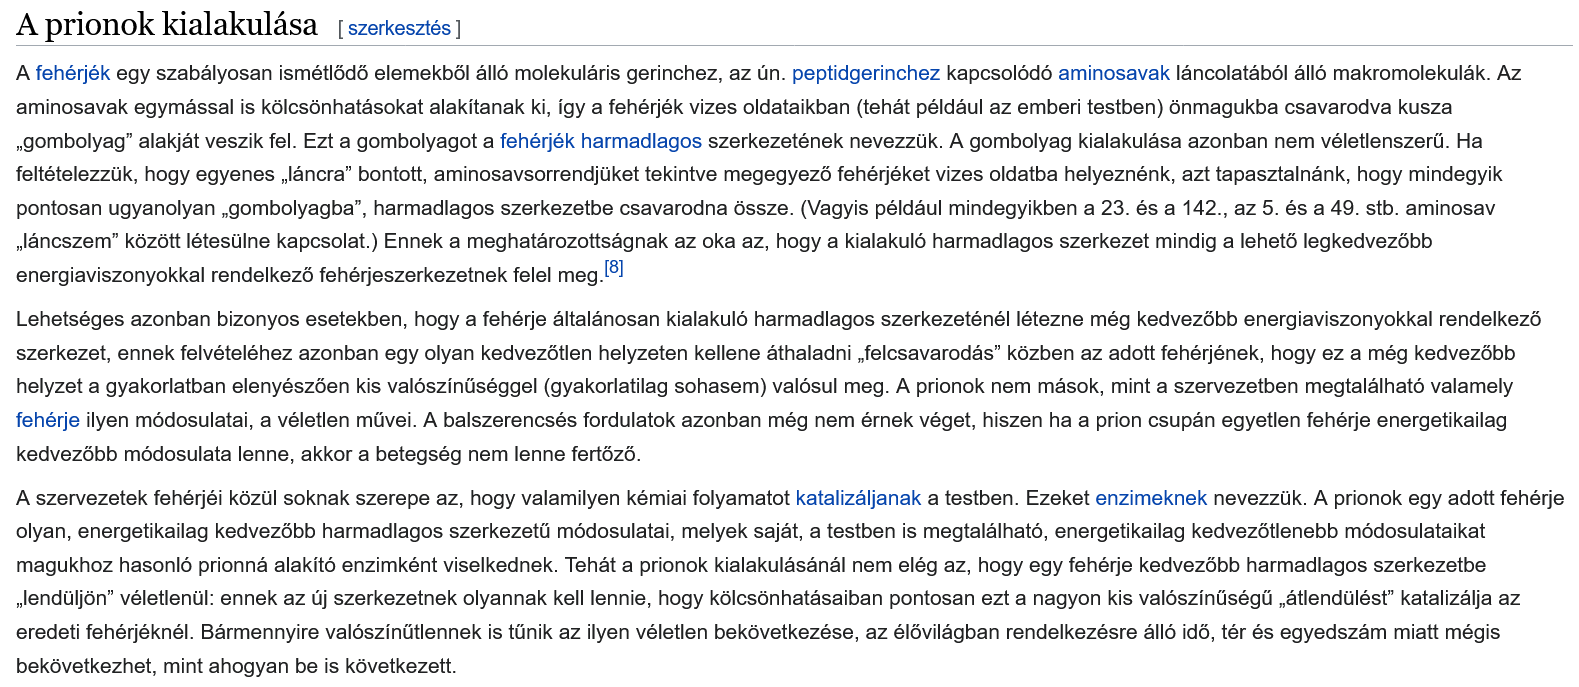 A prionok kialakulása [ szerkesztés ]
A fehérjék egy szabályosan ismétlődő elemekből álló molekuláris gerinchez, az ún. peptidgerinchez kapcsolódó aminosavak láncolatából álló makromolekulák. Az
aminosavak egymással is kölcsönhatásokat alakítanak ki, így a fehérjék vizes oldataikban (tehát például az emberi testben) önmagukba csavarodva kusza
„gombolyag” alakját veszik fel. Ezt a gombolyagot a fehérjék harmadlagos szerkezetének nevezzük. A gombolyag kialakulása azonban nem véletlenszerű. Ha
feltételezzük, hogy egyenes „láncra” bontott, aminosavsorrendjüket tekintve megegyező fehérjéket vizes oldatba helyeznénk, azt tapasztalnánk, hogy mindegyik
pontosan ugyanolyan „gombolyagba”, harmadlagos szerkezetbe csavarodna össze. (Vagyis például mindegyikben a 23. és a 142., az 5. és a 49. stb. aminosav
„láncszem” között létesülne kapcsolat.) Ennek a meghatározottságnak az oka az, hogy a kialakuló harmadlagos szerkezet mindig a lehető legkedvezőbb
energiaviszonyokkal rendelkező fehérjeszerkezetnek felel meg.[8]
Lehetséges azonban bizonyos esetekben, hogy a fehérje általánosan kialakuló harmadlagos szerkezeténél létezne még kedvezőbb energiaviszonyokkal rendelkező
szerkezet, ennek felvételéhez azonban egy olyan kedvezőtlen helyzeten kellene áthaladni „felcsavarodás” közben az adott fehérjének, hogy ez a még kedvezőbb
helyzet a gyakorlatban elenyészően kis valószínűséggel (gyakorlatilag sohasem) valósul meg. A prionok nem mások, mint a szervezetben megtalálható valamely
fehérje ilyen módosulatai, a véletlen művei. A balszerencsés fordulatok azonban még nem érnek véget, hiszen ha a prion csupán egyetlen fehérje energetikailag
kedvezőbb módosulata lenne, akkor a betegség nem lenne fertőző.
A szervezetek fehérjéi közül soknak szerepe az, hogy valamilyen kémiai folyamatot katalizáljanak a testben. Ezeket enzimeknek nevezzük. A prionok egy adott fehérje
olyan, energetikailag kedvezőbb harmadlagos szerkezetű módosulatai, melyek saját, a testben is megtalálható, energetikailag kedvezőtlenebb módosulataikat
magukhoz hasonló prionná alakító enzimként viselkednek. Tehát a prionok kialakulásánál nem elég az, hogy egy fehérje kedvezőbb harmadlagos szerkezetbe
„lendüljön” véletlenül: ennek az új szerkezetnek olyannak kell lennie, hogy kölcsönhatásaiban pontosan ezt a nagyon kis valószínűségű „átlendülést” katalizálja az
eredeti fehérjéknél. Bármennyire valószínűtlennek is tűnik az ilyen véletlen bekövetkezése, az élővilágban rendelkezésre álló idő, tér és egyedszám miatt mégis
bekövetkezhet, mint ahogyan be is következett.